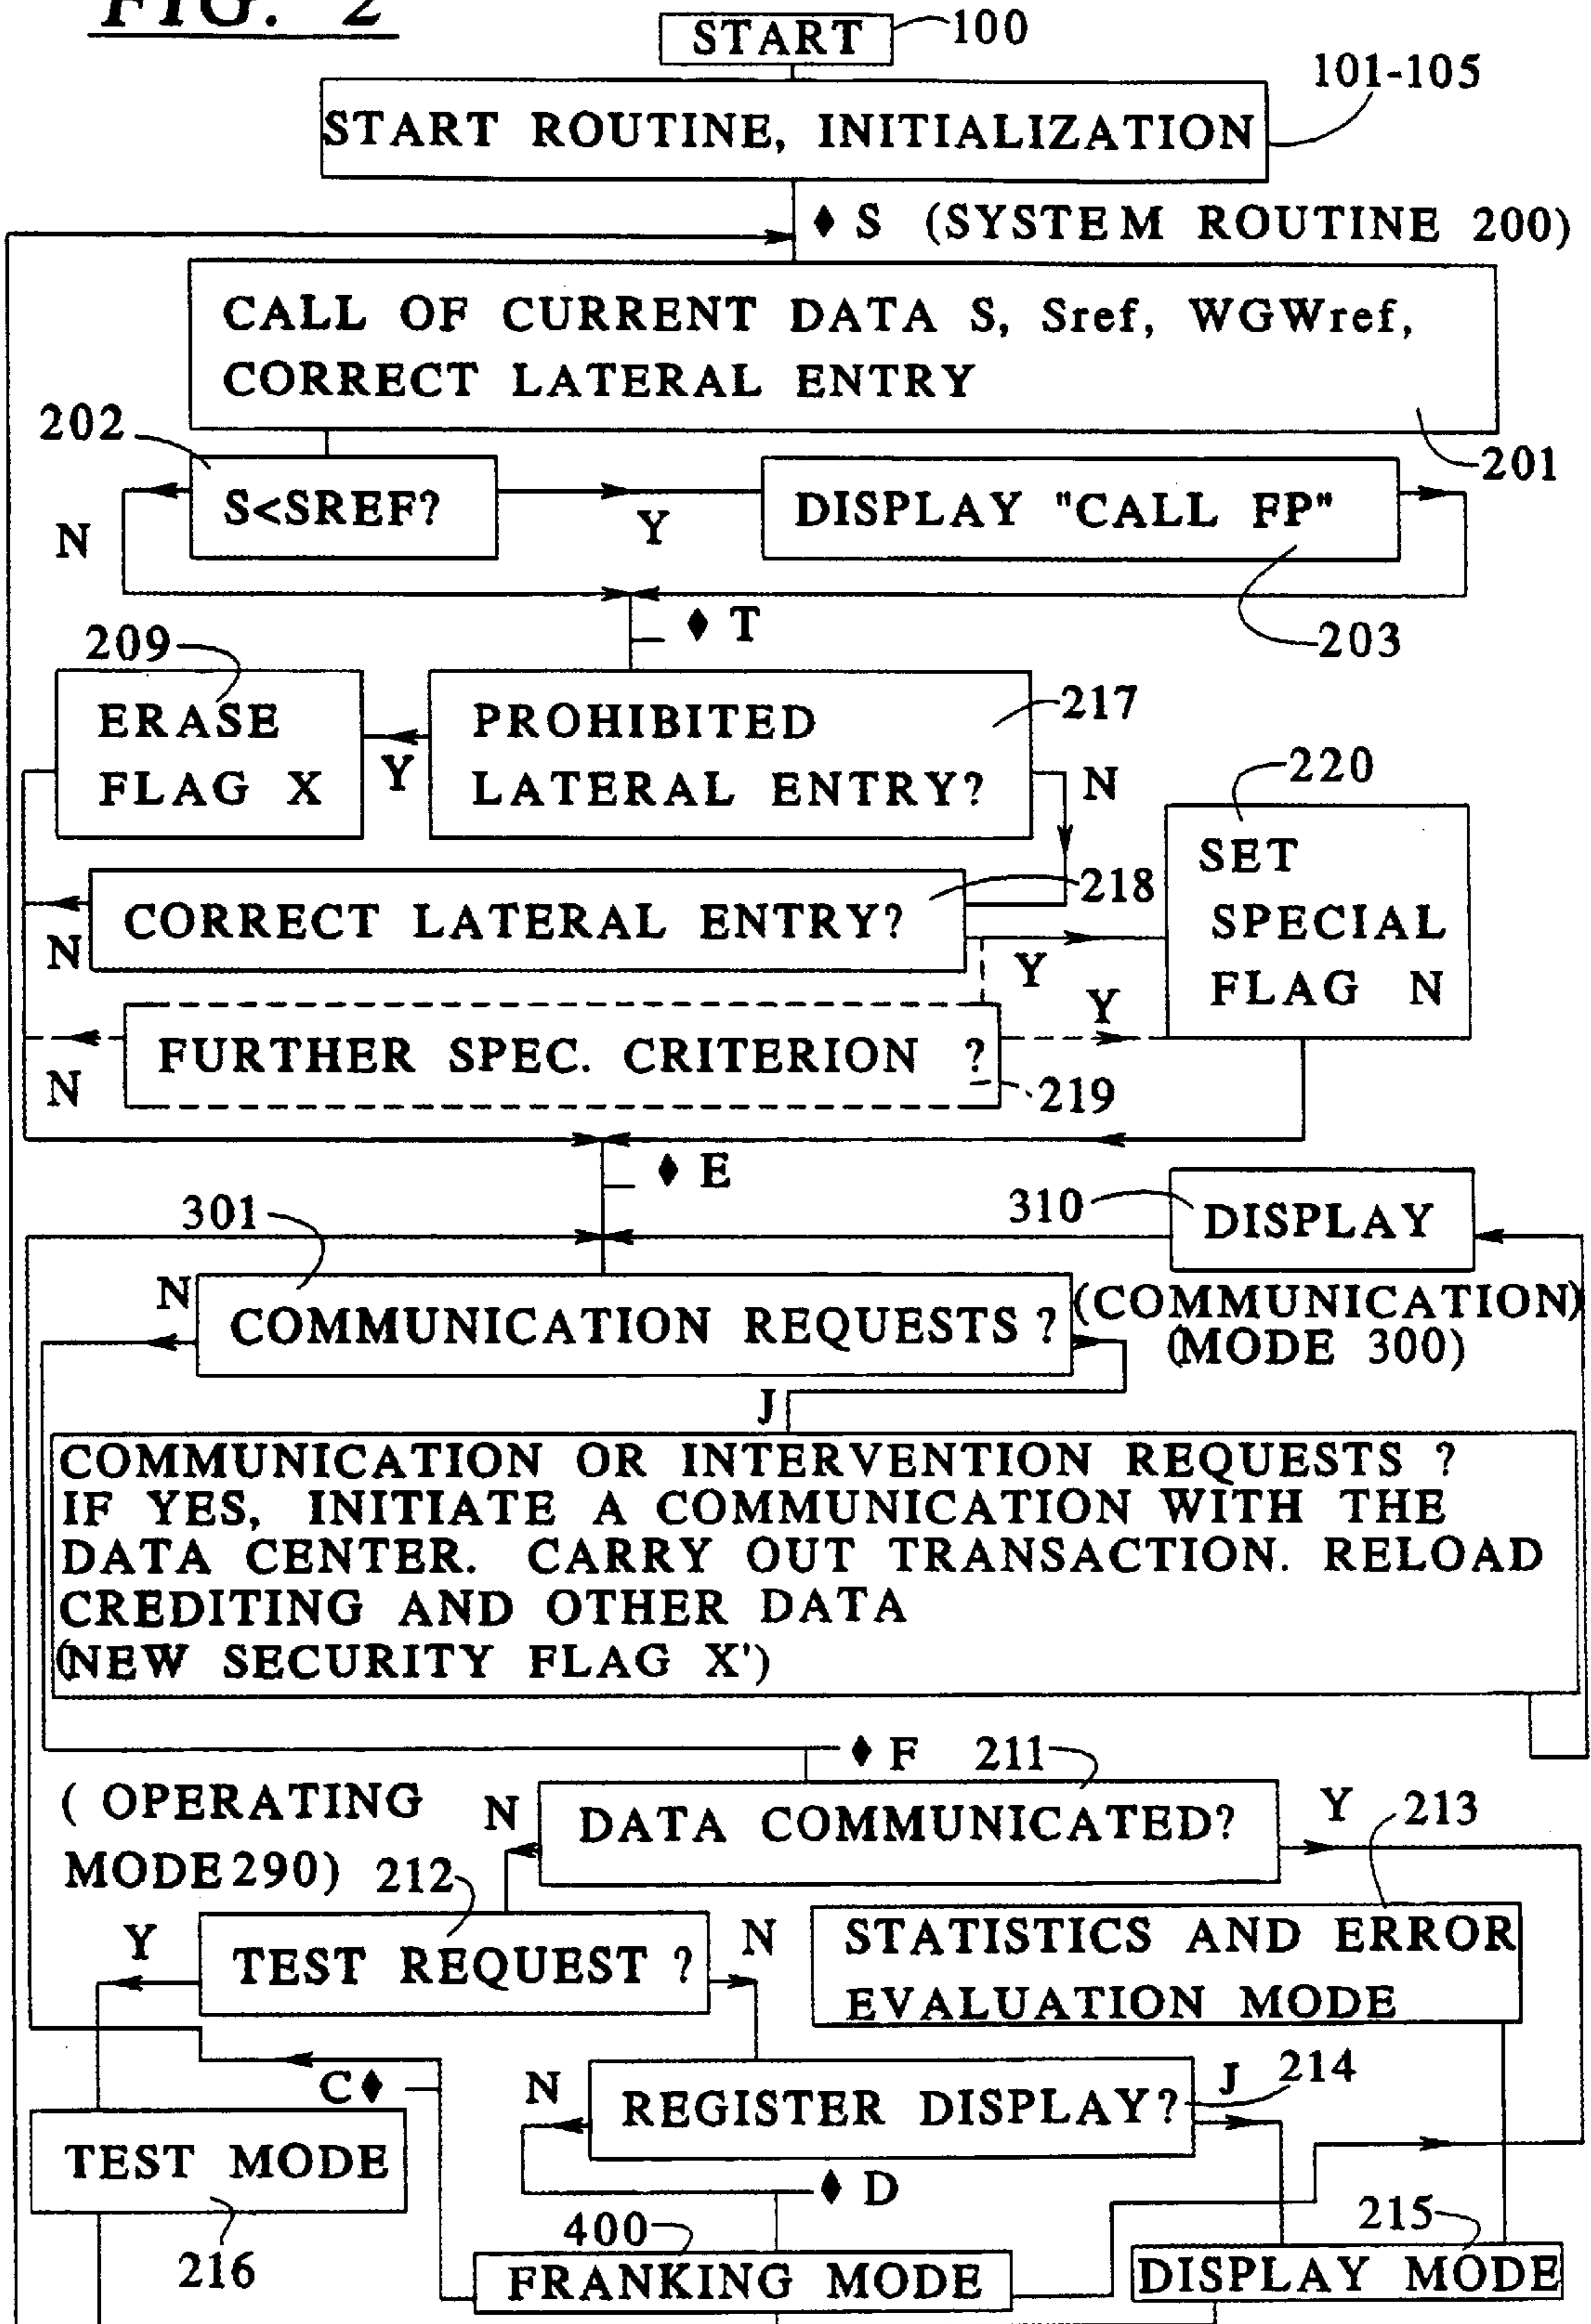 FIG. 2
START
100
101-105
START ROUTINE, INITIALIZATION
♦ S (SYSTEM ROUTINE 200)
CALL OF CURRENT DATA S, Sref, WGWref,
CORRECT LATERAL ENTRY
201
202
S<SREF?
N
Y
DISPLAY "CALL FP"
203
♦ T
209
ERASE
FLAG X
Y
PROHIBITED
LATERAL ENTRY?
217
N
220
SET
SPECIAL
FLAG N
CORRECT LATERAL ENTRY?
218
N
Y
Y
FURTHER SPEC. CRITERION ?
219
N
♦ E
301
310
DISPLAY
N
COMMUNICATION REQUESTS ?
(COMMUNICATION)
(MODE 300)
J
COMMUNICATION OR INTERVENTION REQUESTS ?
IF YES, INITIATE A COMMUNICATION WITH THE
DATA CENTER. CARRY OUT TRANSACTION. RELOAD
CREDITING AND OTHER DATA
(NEW SECURITY FLAG X')
♦ F
211
(OPERATING
MODE 290)
N
DATA COMMUNICATED?
Y
213
212
Y
TEST REQUEST ?
N
STATISTICS AND ERROR
EVALUATION MODE
C♦
N
REGISTER DISPLAY?
J
214
TEST MODE
216
♦ D
400
215
FRANKING MODE
DISPLAY MODE